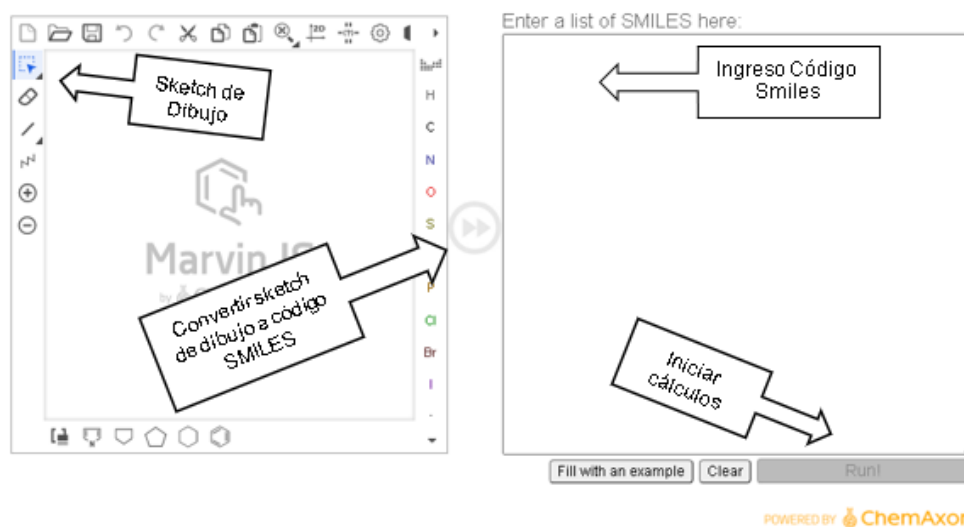 Enter a list of SMILES here:
Sketch de
Dibujo
Ingreso Código
Smiles
H
C
N
O
S
P
Cl
Br
I
Marvin JS
by
Convertir sketch
de dibujo a código
SMILES
Iniciar
cálculos
Fill with an example
Clear
Run!
POWERED BY ChemAxon